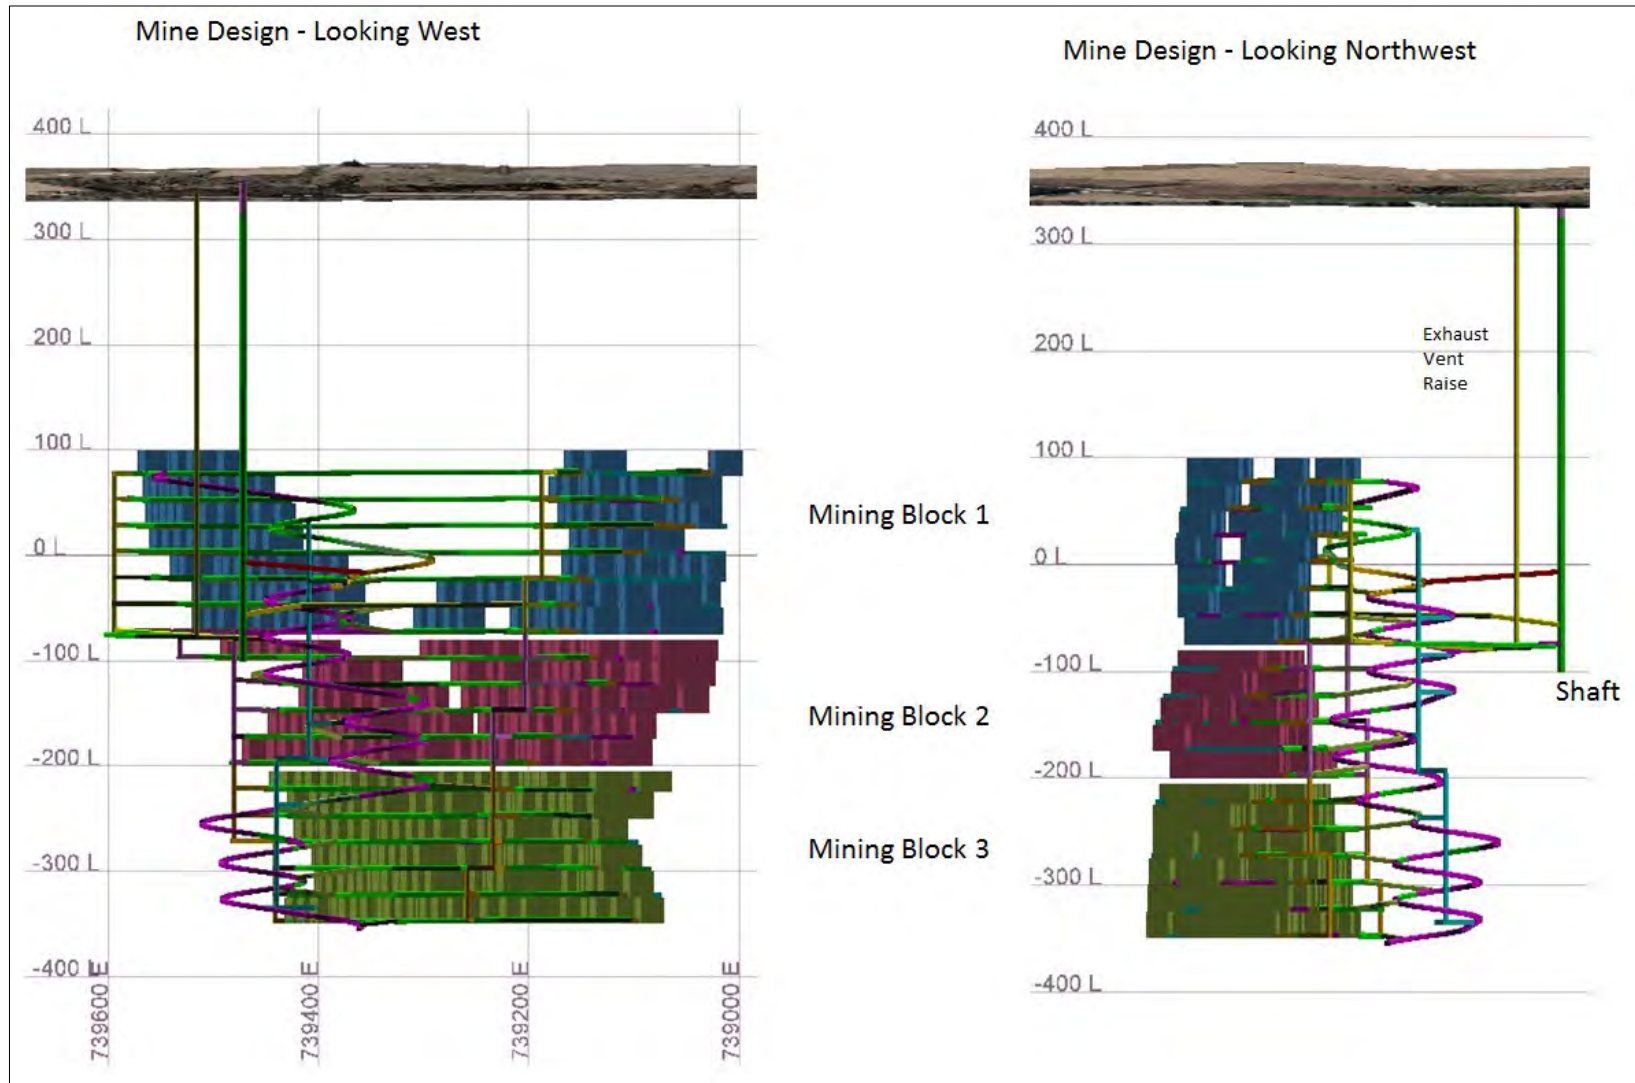 Mine Design - Looking West
Mine Design - Looking Northwest
400 L
300 L
200 L
100 L
0 L
-100 L
-200 L
-300 L
-400 L
739600 E
739400 E
739200 E
739000 E
Mining Block 1
Mining Block 2
Mining Block 3
400 L
300 L
200 L
100 L
0 L
-100 L
-200 L
-300 L
-400 L
Exhaust
Vent
Raise
Shaft